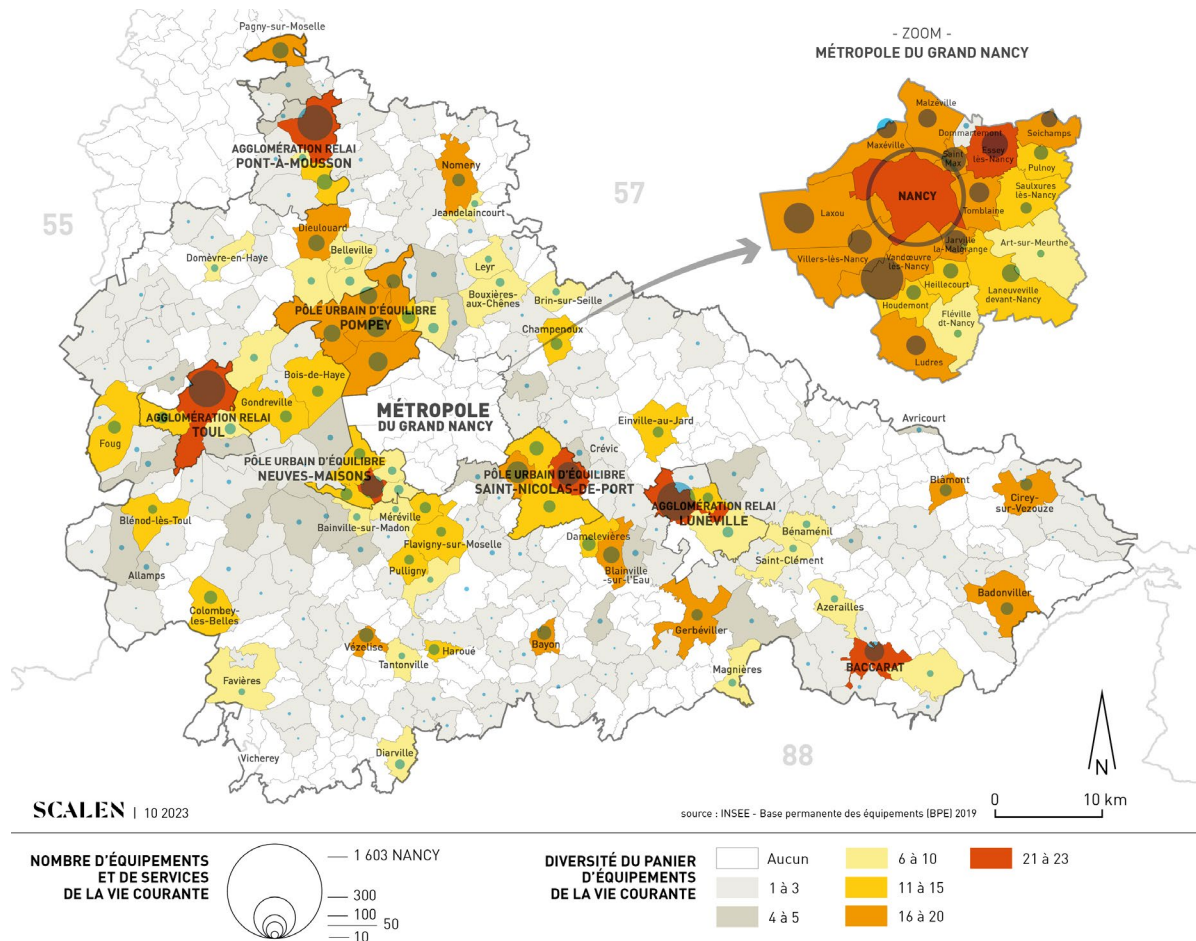 Pagny-sur-Moselle
- ZOOM -
MÉTROPOLE DU GRAND NANCY
Malzéville
Dommartemont
Seichamps
Maxéville
Saint
Max
Essey
lès-Nancy
Pulnoy
AGGLOMÉRATION RELAI
PONT-À-MOUSSON
Nomeny
57
Saulxures
lès-Nancy
NANCY
Jeandelaincourt
Laxou
Tomblaine
55
Dieulouard
Jarville
la-Malgrange
Art-sur-Meurthe
Domèvre-en-Haye
Belleville
Villers-lès-Nancy
Vandœuvre
lès-Nancy
Leyr
Heillecourt
Laneuveville
devant-Nancy
Bouxières-
aux-Chênes
Brin-sur-Seille
Houdemont
PÔLE URBAIN D'ÉQUILIBRE
POMPEY
Fléville
dt-Nancy
Champenoux
Ludres
Bois-de-Haye
Gondreville
MÉTROPOLE
DU GRAND NANCY
AGGLOMÉRATION RELAI
TOUL
Einville-au-Jard
Avricourt
Foug
Crévic
PÔLE URBAIN D'ÉQUILIBRE
NEUVES-MAISONS
PÔLE URBAIN D'ÉQUILIBRE
SAINT-NICOLAS-DE-PORT
Blâmont
Cirey-
sur-Vezouze
AGGLOMÉRATION RELAI
LUNÉVILLE
Blénod-lès-Toul
Méréville
Bainville-sur-Madon
Bénaménil
Flavigny-sur-Moselle
Damelevières
Saint-Clément
Pulligny
Blainville
-sur-l'Eau
Allamps
Badonviller
Colombey-
les-Belles
Azerailles
Gerbéviller
Vézelise
Haroué
Bayon
Tantonville
Magnières
BACCARAT
Favières
Diarville
Vicherey
88
N
SCALEN | 10 2023
source : INSEE - Base permanente des équipements (BPE) 2019
0
10 km
NOMBRE D'ÉQUIPEMENTS
ET DE SERVICES
DE LA VIE COURANTE
1 603 NANCY
300
100
50
10
DIVERSITÉ DU PANIER
D'ÉQUIPEMENTS
DE LA VIE COURANTE
Aucun
1 à 3
4 à 5
6 à 10
11 à 15
16 à 20
21 à 23